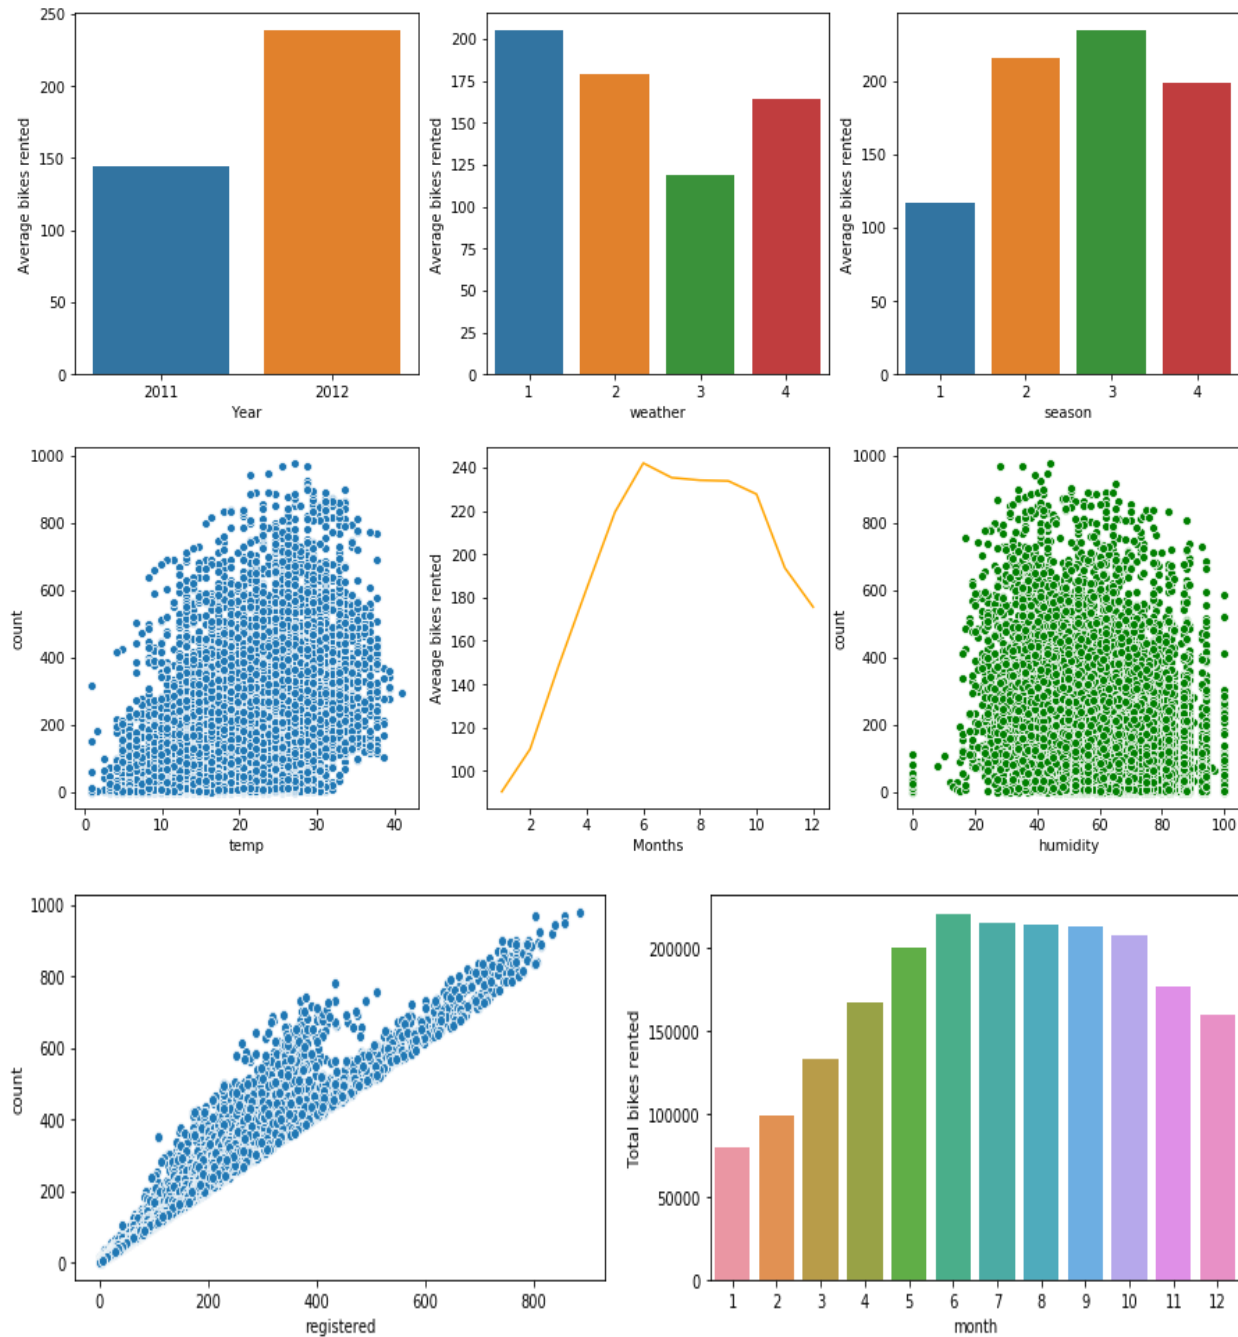 250
200
150
100
50
0
Average bikes rented
2011 2012
Year
200
175
150
125
100
75
50
25
0
Average bikes rented
1 2 3 4
weather
200
150
100
50
0
Average bikes rented
1 2 3 4
season
1000
800
600
400
200
0
count
0 10 20 30 40
temp
240
220
200
180
160
140
120
100
Aveage bikes rented
2 4 6 8 10 12
Months
1000
800
600
400
200
0
count
0 20 40 60 80 100
humidity
1000
800
600
400
200
0
count
0 200 400 600 800
registered
200000
150000
100000
50000
0
Total bikes rented
1 2 3 4 5 6 7 8 9 10 11 12
month